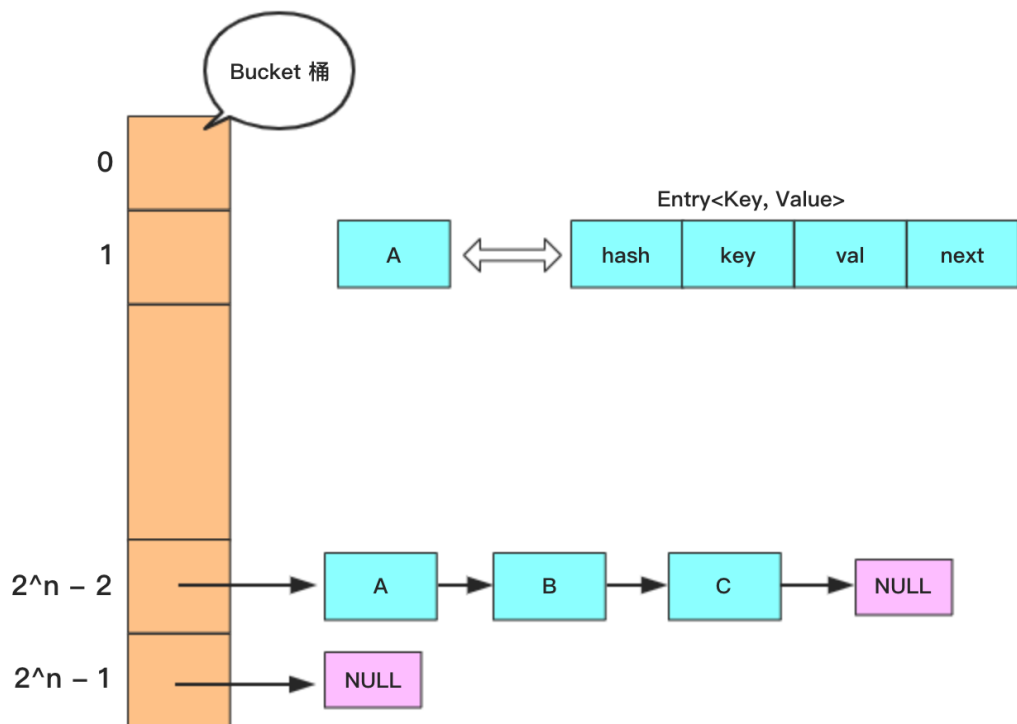 Bucket 桶
0
Entry<Key, Value>
1
A
hash
key
val
next
2^n - 2
A
B
C
NULL
2^n - 1
NULL